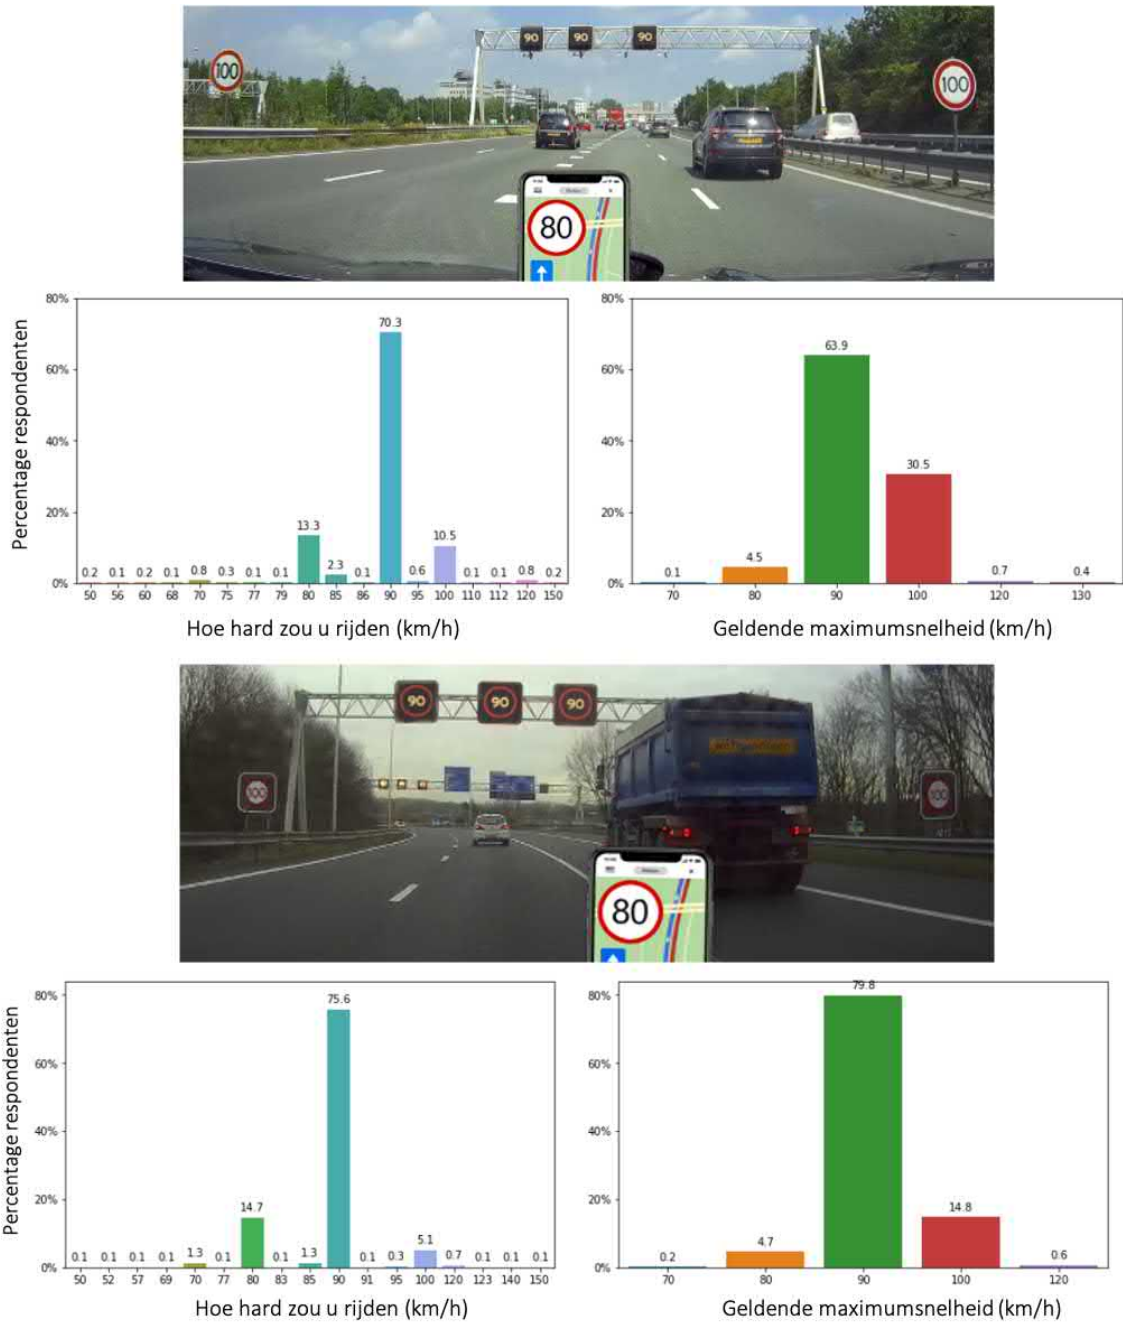 90 90 90
100 100
80
80%
60%
40%
20%
0%
Percentage respondenten
0.2 0.1 0.2 0.1 0.8 0.3 0.1 0.1 13.3 2.3 0.1 70.3 0.6 10.5 0.1 0.1 0.8 0.2
50 56 60 68 70 75 77 79 80 85 86 90 95 100 110 112 120 150
Hoe hard zou u rijden (km/h)
80%
60%
40%
20%
0%
0.1 4.5 63.9 30.5 0.7 0.4
70 80 90 100 120 130
Geldende maximumsnelheid (km/h)
90 90 90
100 100
80
80%
60%
40%
20%
0%
Percentage respondenten
0.1 0.1 0.1 0.1 1.3 0.1 14.7 0.1 1.3 75.6 0.1 0.3 5.1 0.7 0.1 0.1 0.1
50 52 57 69 70 77 80 83 85 90 91 95 100 120 123 140 150
Hoe hard zou u rijden (km/h)
80%
60%
40%
20%
0%
0.2 4.7 79.8 14.8 0.6
70 80 90 100 120
Geldende maximumsnelheid (km/h)